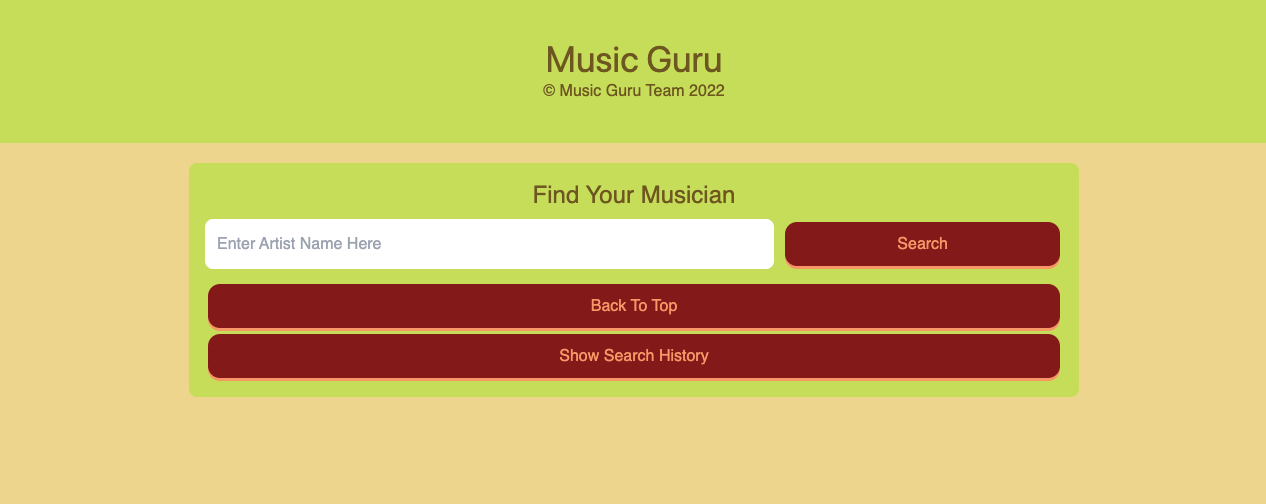 Music Guru
© Music Guru Team 2022
Find Your Musician
Enter Artist Name Here
Search
Back To Top
Show Search History